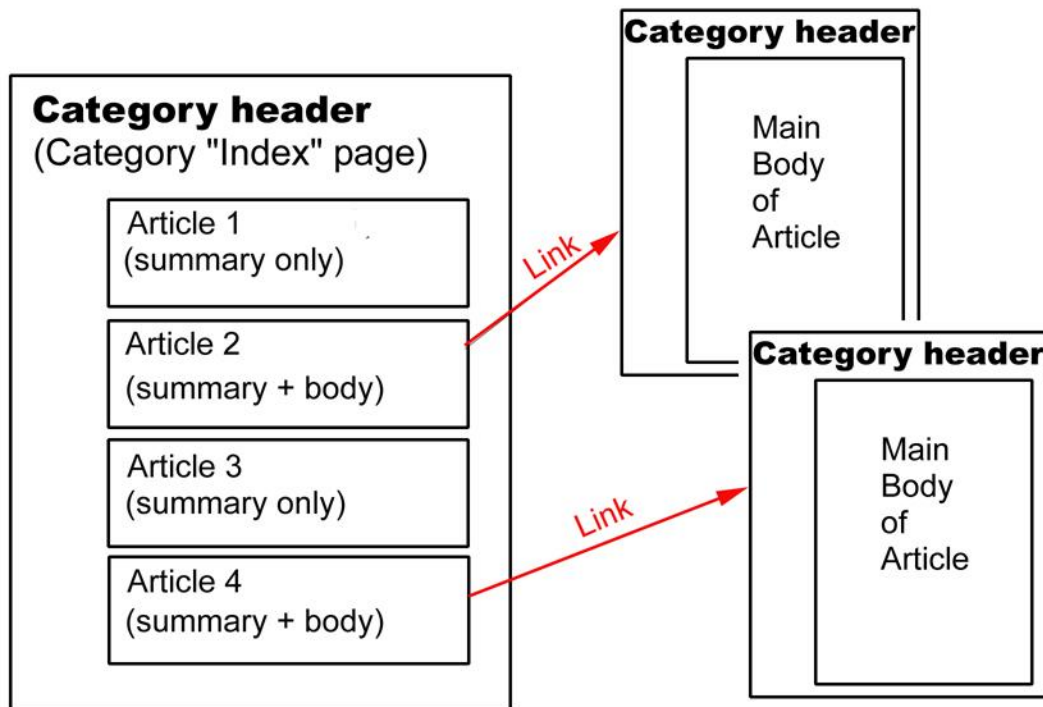 Category header
(Category "Index" page)
Article 1
(summary only)
Article 2
(summary + body)
Article 3
(summary only)
Article 4
(summary + body)
Link
Link
Category header
Main
Body
of
Article
Category header
Main
Body
of
Article